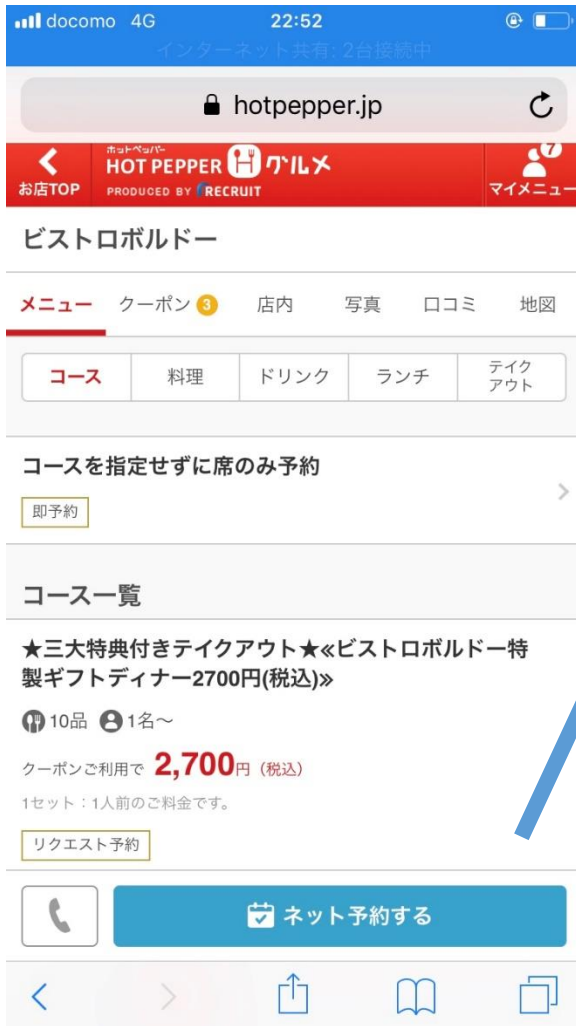 docomo 4G 22:52
インターネット共有: 2台接続中
hotpepper.jp
お店TOP
ホットペッパー
HOT PEPPER グルメ
PRODUCED BY RECRUIT
7
マイメニュー
ビストロボルドー
メニュー クーポン 3 店内 写真 口コミ 地図
コース 料理 ドリンク ランチ テイク
アウト
コースを指定せずに席のみ予約
即予約
コース一覧
★三大特典付きテイクアウト★≪ビストロボルドー特
製ギフトディナー2700円(税込)≫
10品 1名～
クーポンご利用で 2,700円（税込）
1セット：1人前のご料金です。
リクエスト予約
ネット予約する